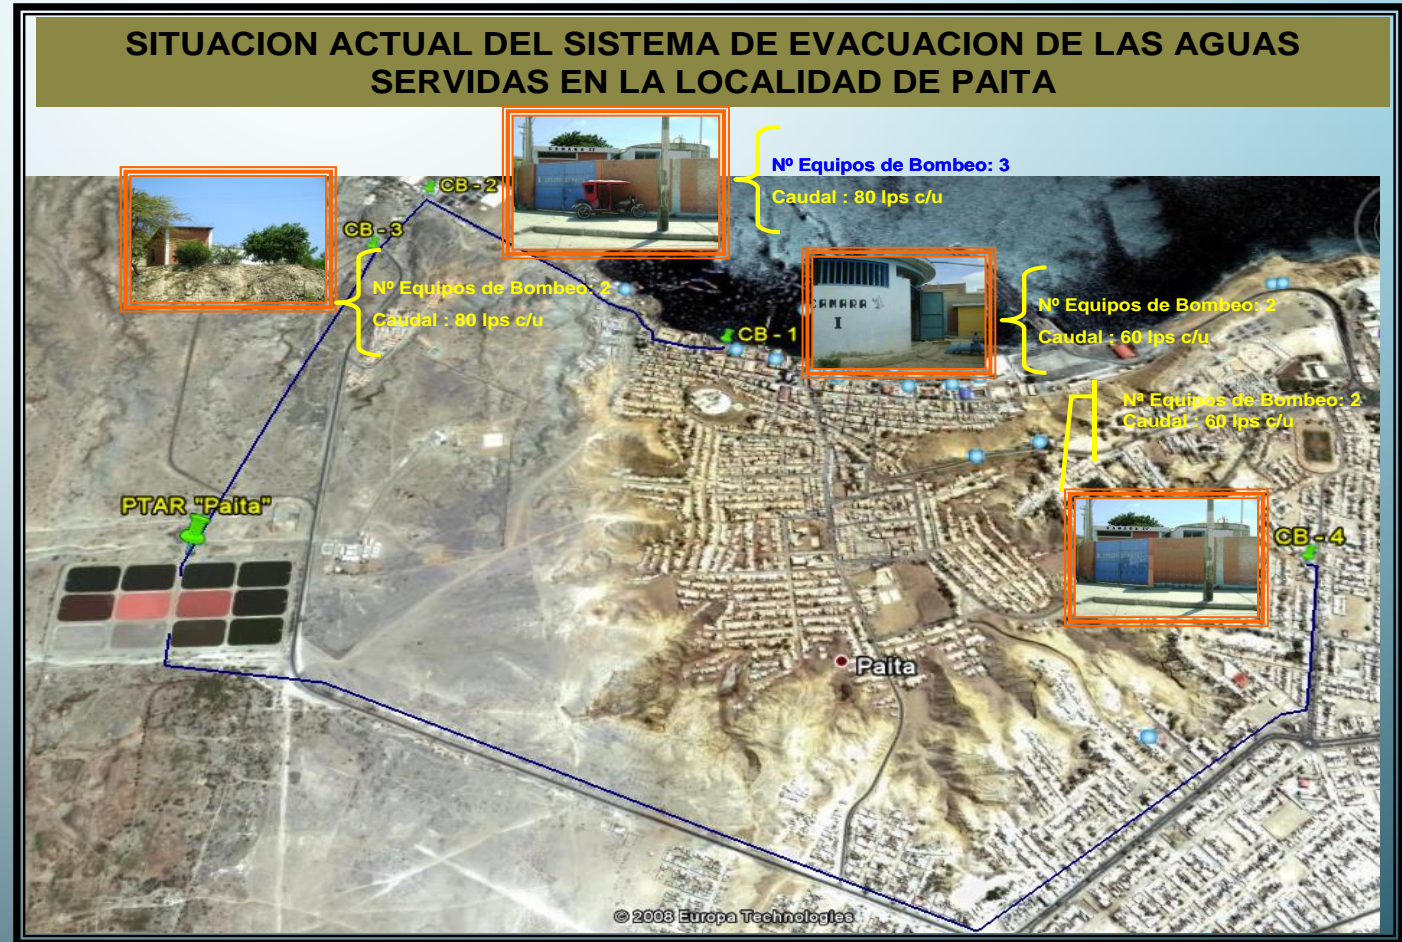 SITUACION ACTUAL DEL SISTEMA DE EVACUACION DE LAS AGUAS
SERVIDAS EN LA LOCALIDAD DE PAITA
Nº Equipos de Bombeo: 3
Caudal : 80 lps c/u
CB - 2
CB - 3
Nº Equipos de Bombeo: 2
Caudal : 80 lps c/u
CAMARA
I
Nº Equipos de Bombeo: 2
Caudal : 60 lps c/u
CB - 1
Nª Equipos de Bombeo: 2
Caudal : 60 lps c/u
PTAR "Paita"
CB - 4
Paita
© 2008 Europa Technologies